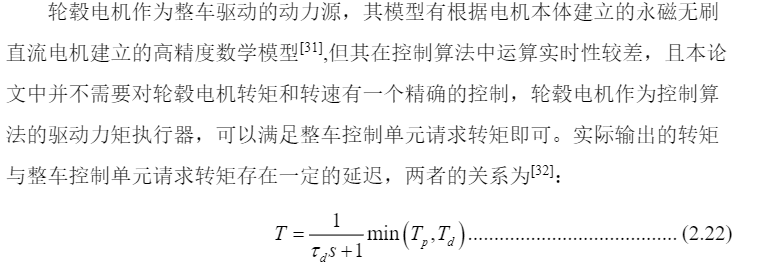 轮毂电机作为整车驱动的动力源，其模型有根据电机本体建立的永磁无刷
直流电机建立的高精度数学模型[31],但其在控制算法中运算实时性较差，且本论
文中并不需要对轮毂电机转矩和转速有一个精确的控制，轮毂电机作为控制算
法的驱动力矩执行器，可以满足整车控制单元请求转矩即可。实际输出的转矩
与整车控制单元请求转矩存在一定的延迟，两者的关系为[32]：
T = \frac{1}{\tau_d s + 1} \min(T_p, T_d) ........................................ (2.22)